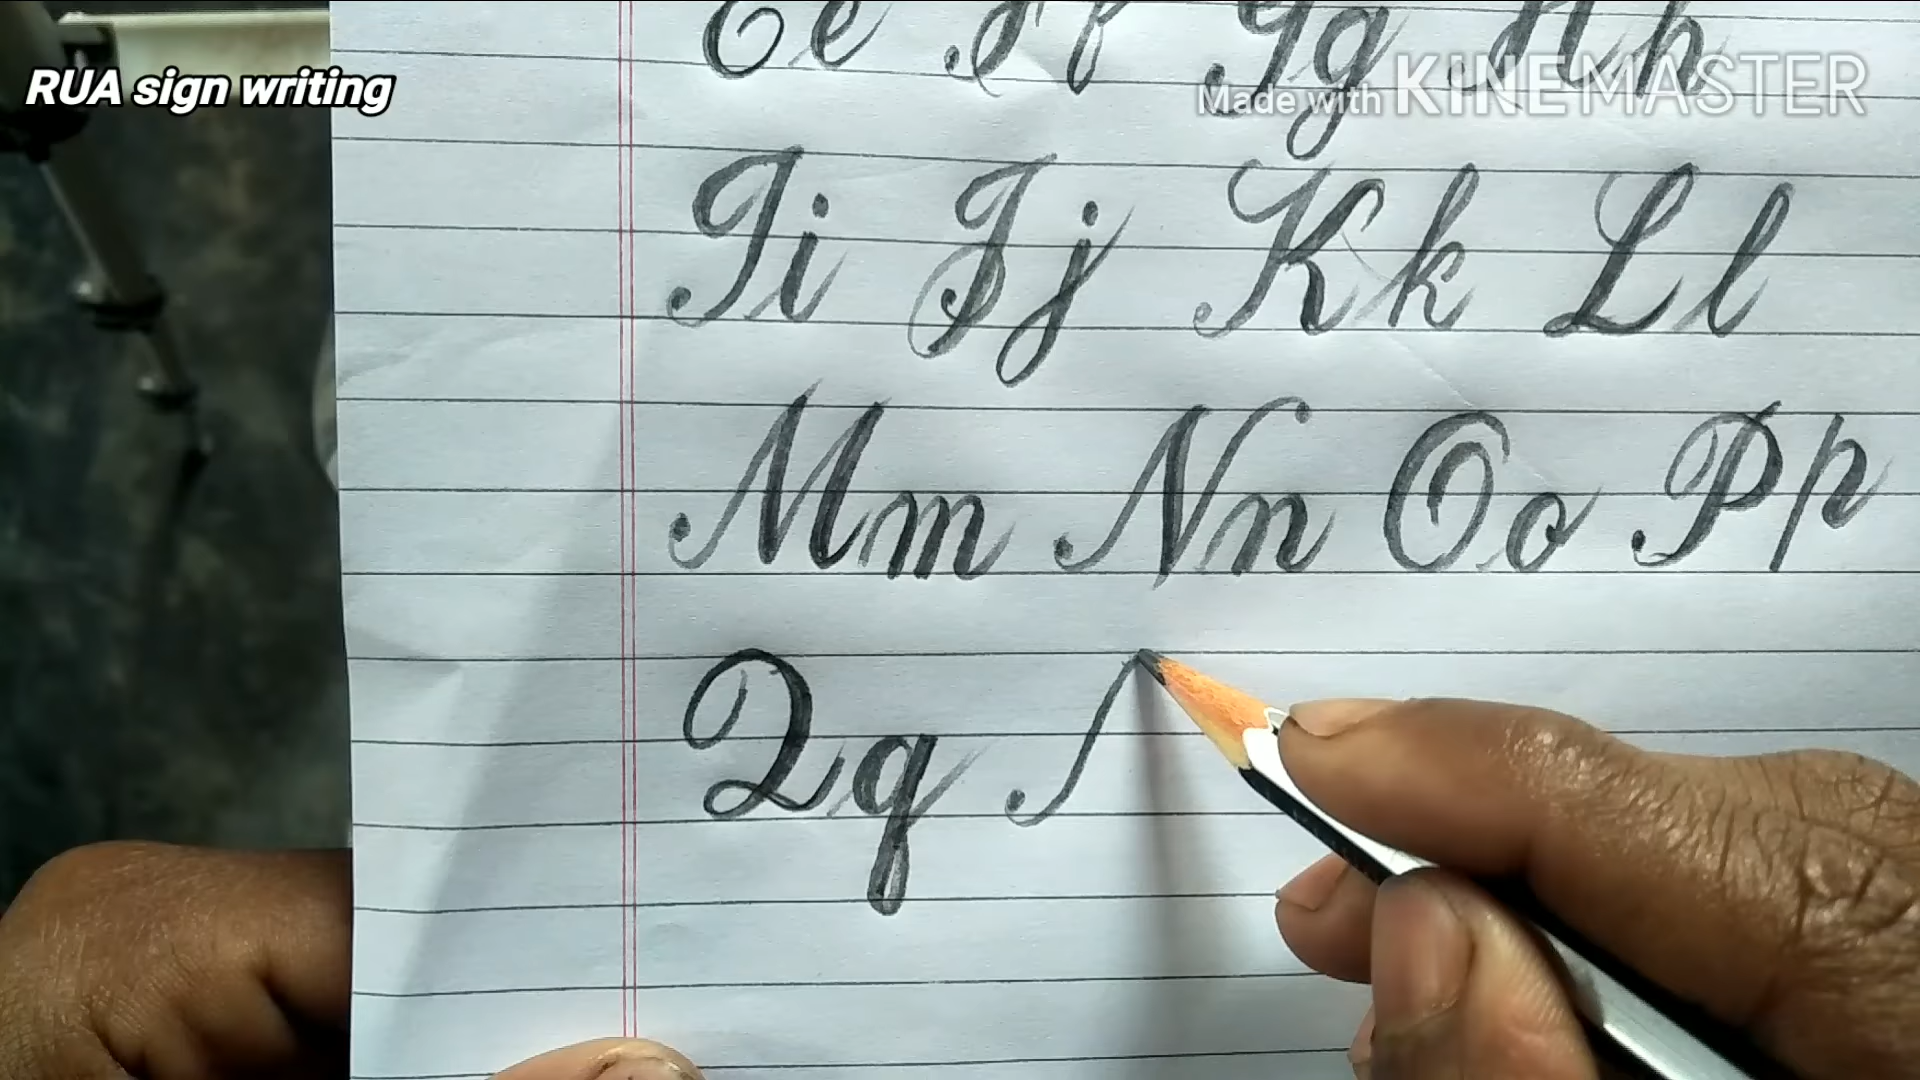 Ee Ff Gg Hh
RUA sign writing
Made with KINEMASTER
Ii Jj Kk Ll
Mm Nn Oo Pp
Qq